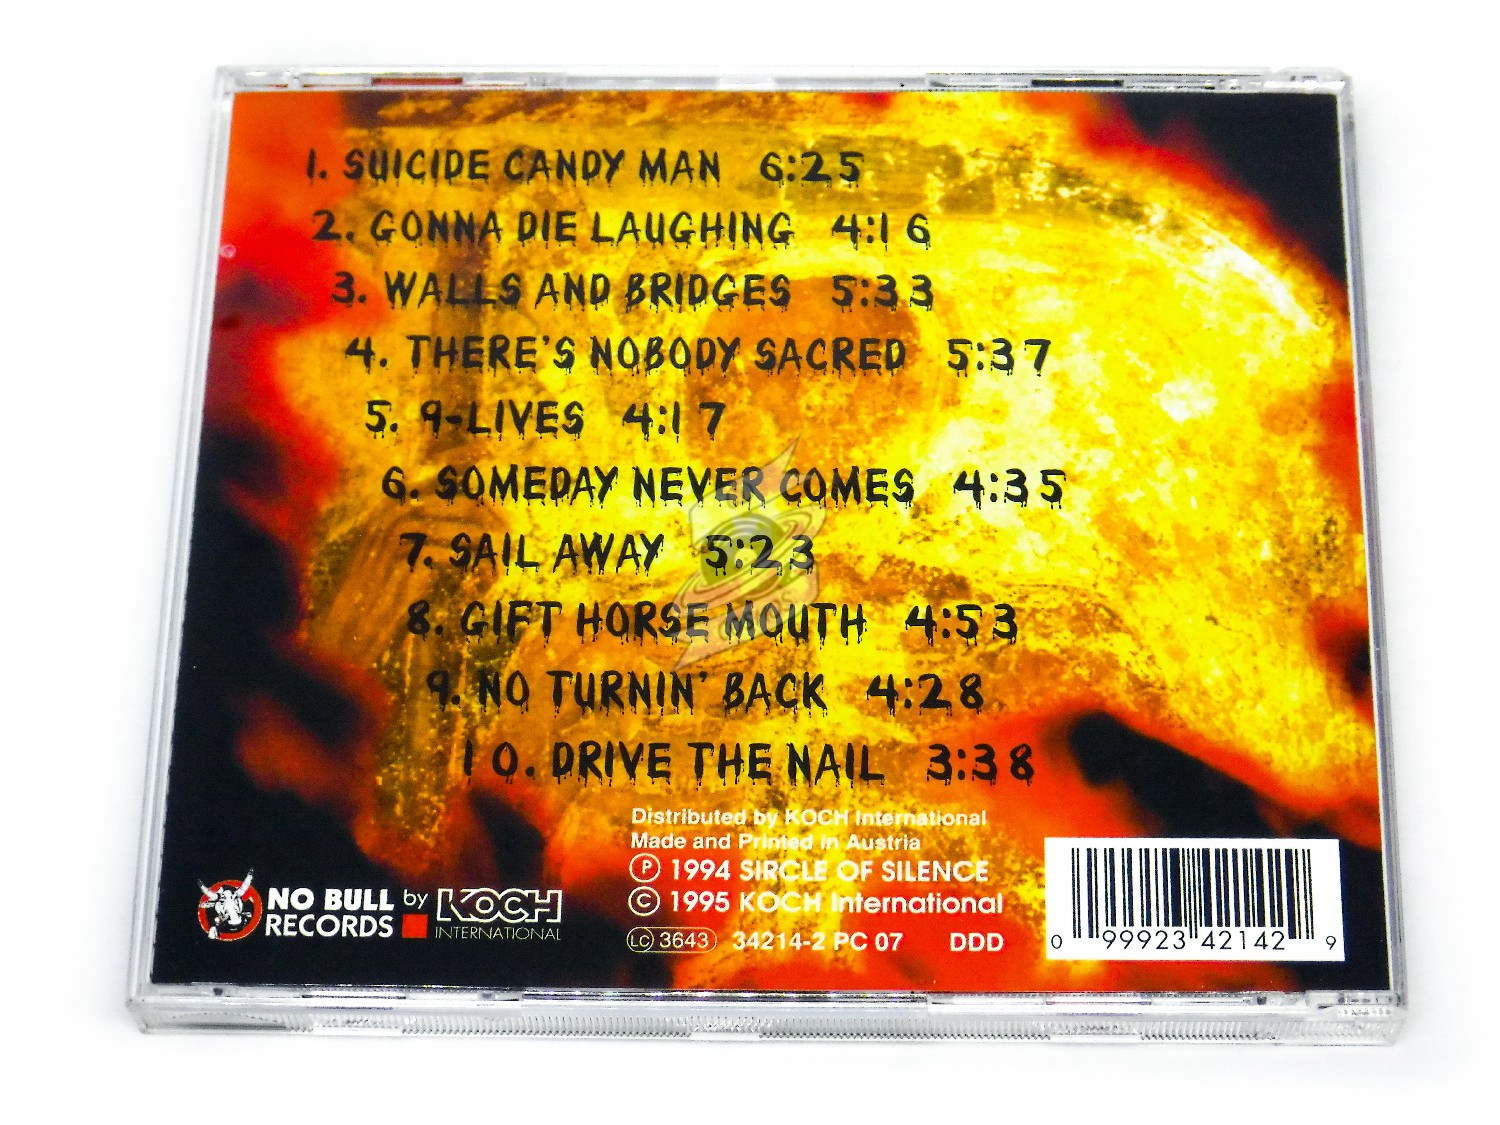 1. SUICIDE CANDY MAN 6:25
2. GONNA DIE LAUGHING 4:16
3. WALLS AND BRIDGES 5:33
4. THERE'S NOBODY SACRED 5:37
5. 9-LIVES 4:17
6. SOMEDAY NEVER COMES 4:35
7. SAIL AWAY 5:23
8. GIFT HORSE MOUTH 4:53
9. NO TURNIN' BACK 4:28
10. DRIVE THE NAIL 3:38
Distributed by KOCH International
Made and Printed in Austria
Ⓟ 1994 SIRCLE OF SILENCE
© 1995 KOCH International
LC 3643 34214-2 PC 07 DDD
NO BULL RECORDS by KOCH INTERNATIONAL
0 99923 42142 9